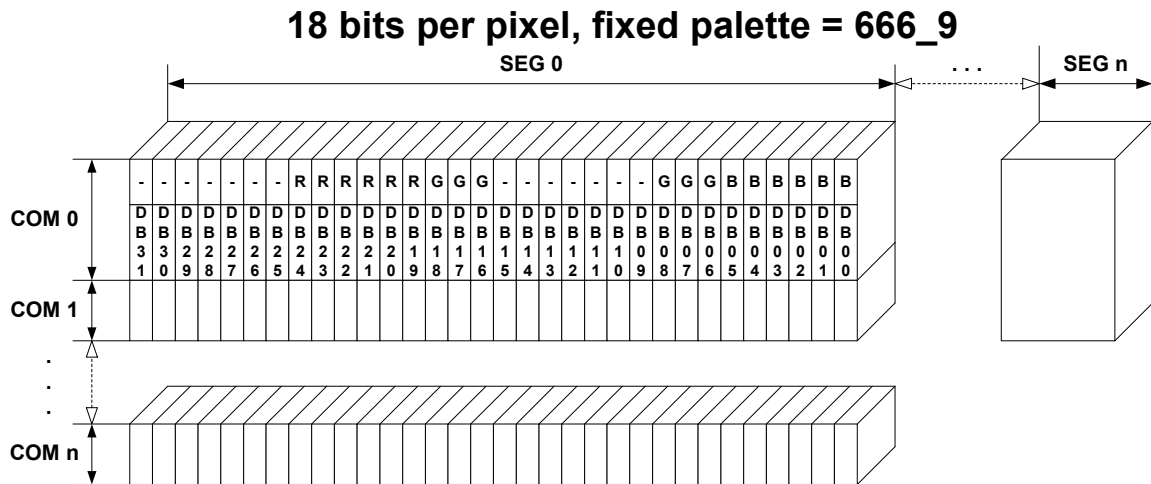 18 bits per pixel, fixed palette = 666_9
SEG 0
. . .
SEG n
COM 0
- - - - - - - R R R R R R G G G - - - - - - - G G G B B B B B B
DB31 DB30 DB29 DB28 DB27 DB26 DB25 DB24 DB23 DB22 DB21 DB20 DB19 DB18 DB17 DB16 DB15 DB14 DB13 DB12 DB11 DB10 DB09 DB08 DB07 DB06 DB05 DB04 DB03 DB02 DB01 DB00
COM 1
. . .
COM n